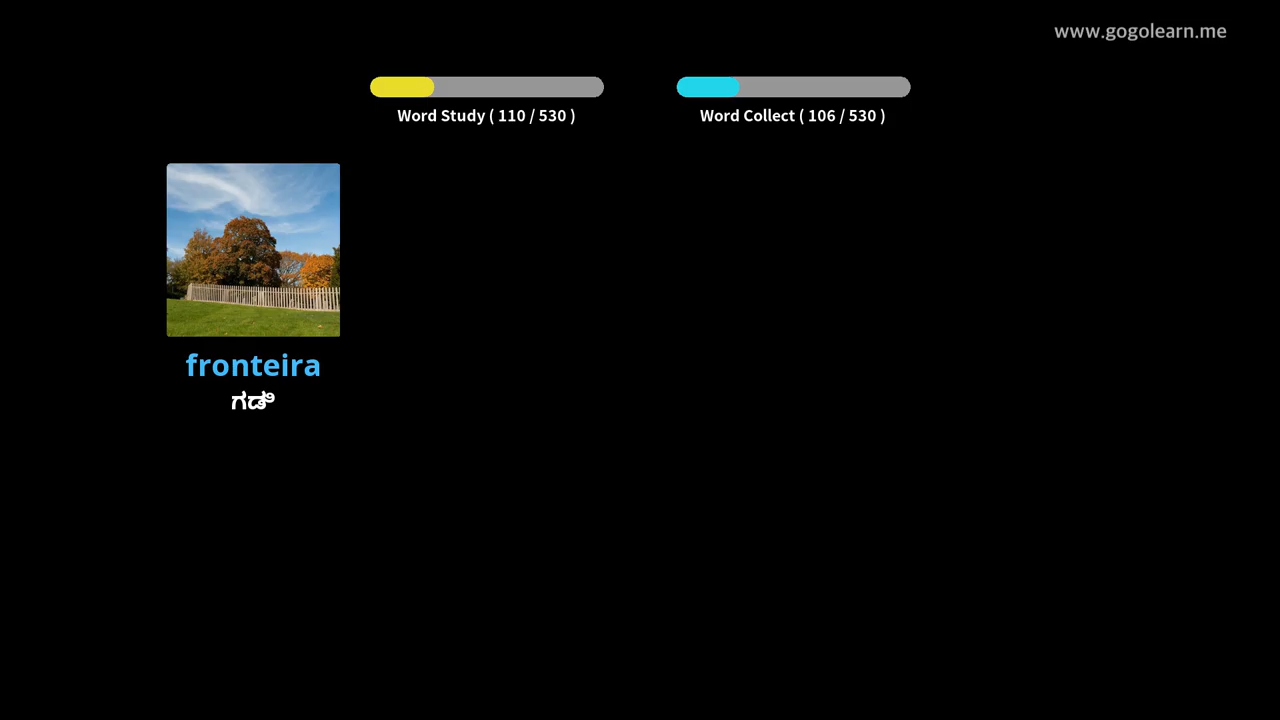 www.gogolearn.me
Word Study ( 110 / 530 )
Word Collect ( 106 / 530 )
fronteira
ಗಡಿ